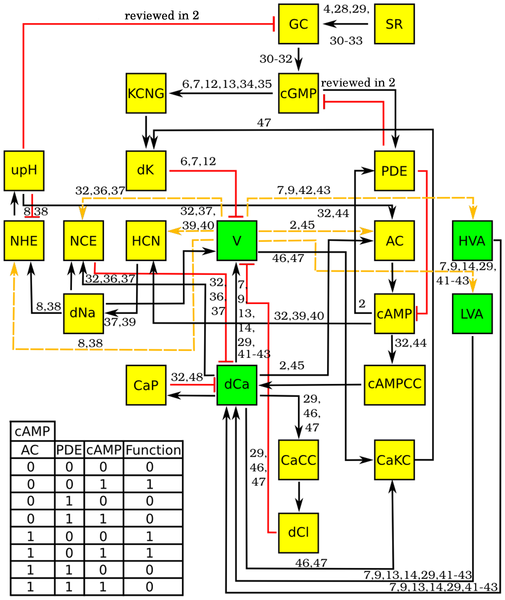 reviewed in 2
GC
4,28,29,
30-33
SR
30-32
KCNG
6,7,12,13,34,35
cGMP
reviewed in 2
47
upH
dK
6,7,12
PDE
32,36,37
7,9,42,43
8,38
32,37,
39,40
32,44
NHE
NCE
HCN
V
2,45
AC
HVA
46,47
7,9,14,29,
41-43
32,36,37
32,
36,
37
7,
9,
13,
14,
29,
41-43
8,38
dNa
37,39
32,39,40
2
cAMP
LVA
8,38
32,44
CaP
32,48
dCa
2,45
cAMPCC
29,
46,
47
cAMP
AC PDE cAMP Function
0 0 0 0
0 0 1 1
0 1 0 0
0 1 1 0
1 0 0 1
1 0 1 1
1 1 0 0
1 1 1 0
29,
46,
47
CaCC
CaKC
dCl
46,47
7,9,13,14,29,41-43
7,9,13,14,29,41-43